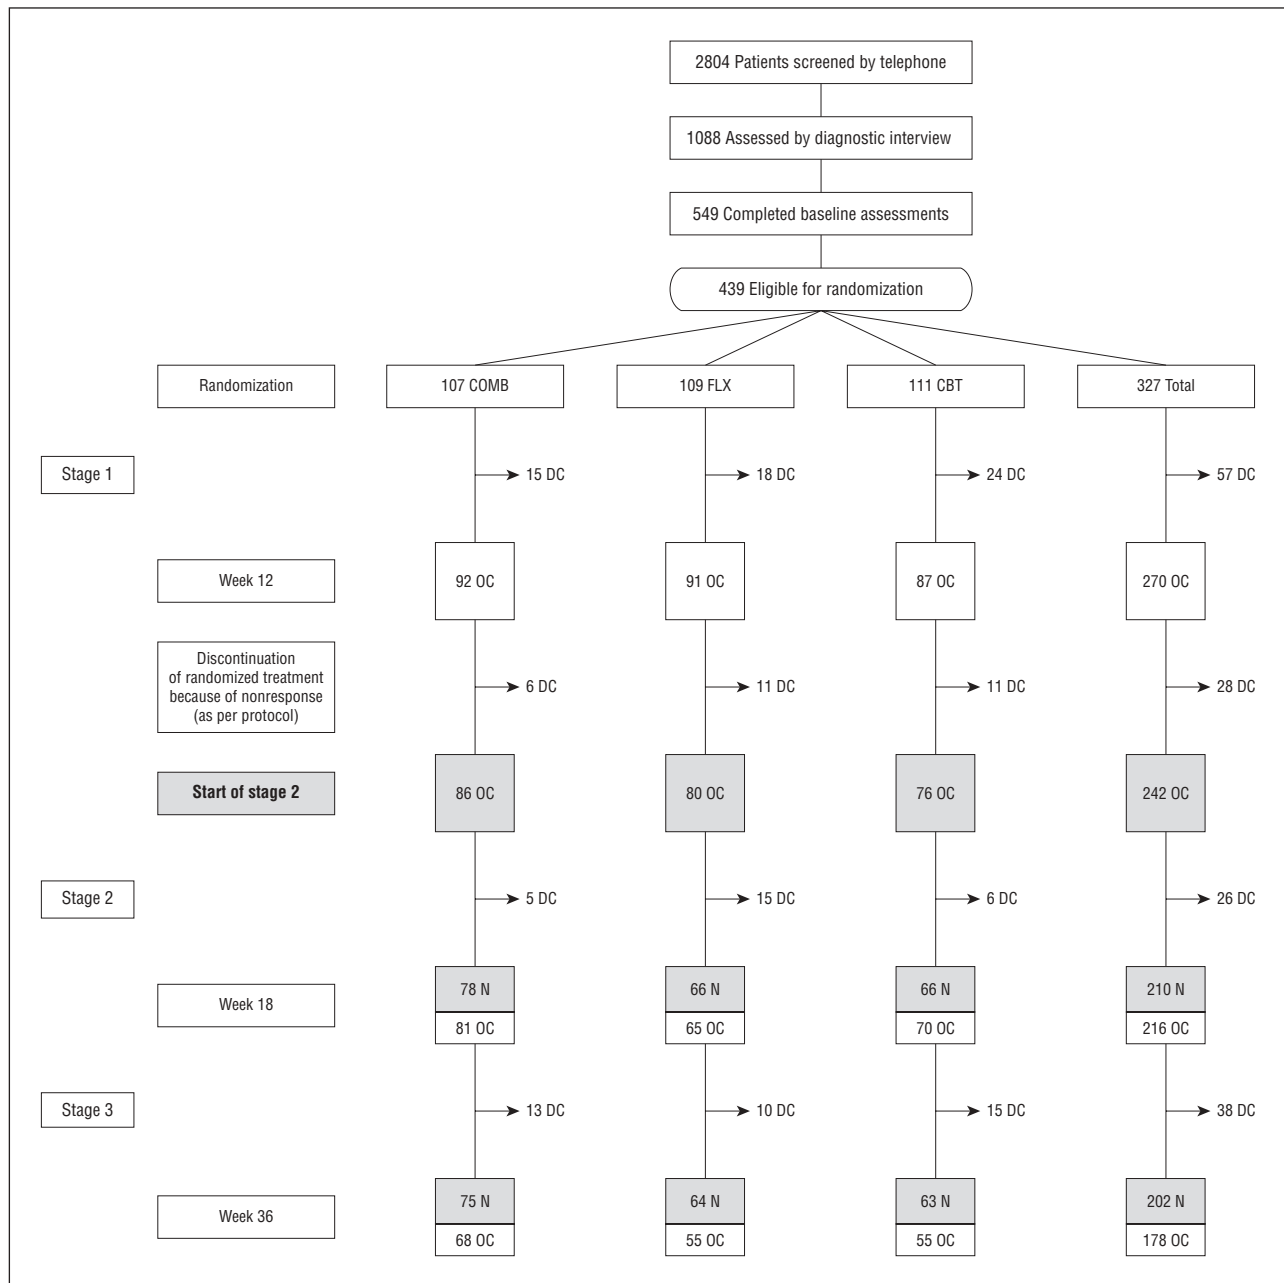 2804 Patients screened by telephone
1088 Assessed by diagnostic interview
549 Completed baseline assessments
439 Eligible for randomization
Randomization
107 COMB
109 FLX
111 CBT
327 Total
Stage 1
15 DC
18 DC
24 DC
57 DC
Week 12
92 OC
91 OC
87 OC
270 OC
Discontinuation
of randomized treatment
because of nonresponse
(as per protocol)
6 DC
11 DC
11 DC
28 DC
Start of stage 2
86 OC
80 OC
76 OC
242 OC
Stage 2
5 DC
15 DC
6 DC
26 DC
Week 18
78 N
66 N
66 N
210 N
81 OC
65 OC
70 OC
216 OC
Stage 3
13 DC
10 DC
15 DC
38 DC
Week 36
75 N
64 N
63 N
202 N
68 OC
55 OC
55 OC
178 OC